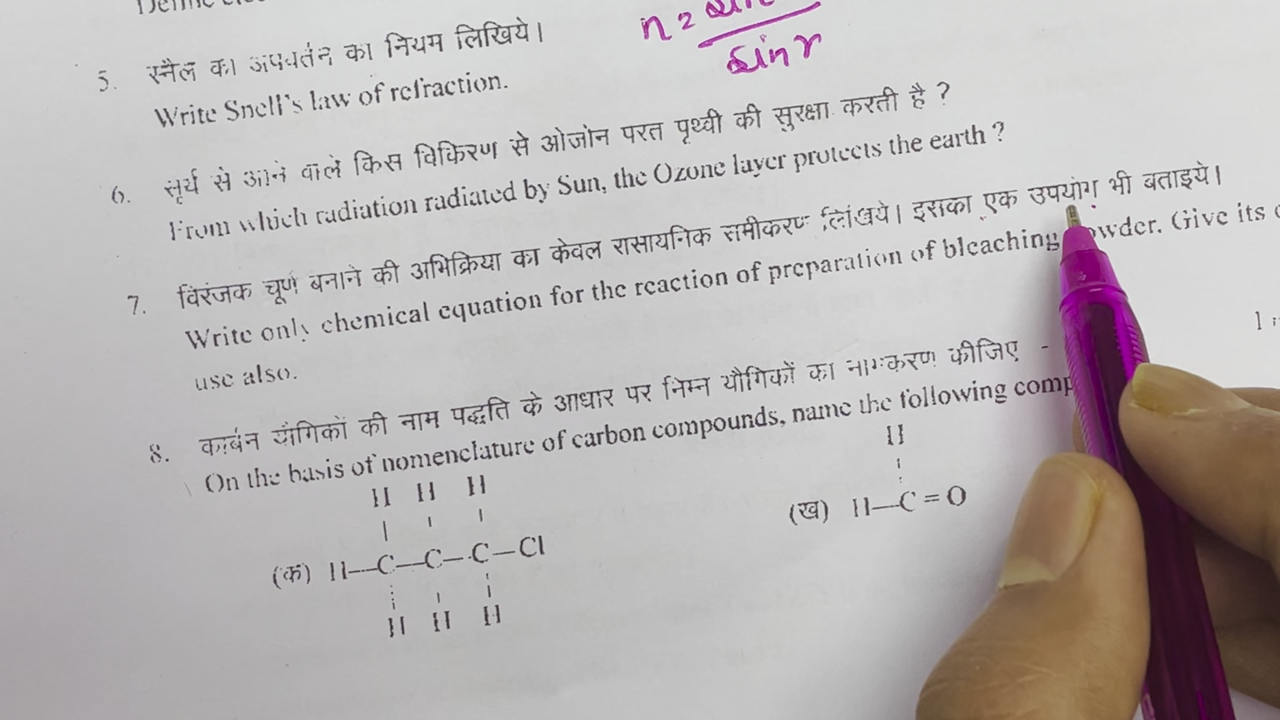 5. स्नैल का अपवर्तन का नियम लिखिये।
n = sin
sin r
Write Snell's law of refraction.
6. सूर्य से आने वाले किस विकिरण से ओजोन परत पृथ्वी की सुरक्षा करती है ?
From which radiation radiated by Sun, the Ozone layer protects the earth ?
7. विरंजक चूर्ण बनाने की अभिक्रिया का केवल रासायनिक समीकरण लिखिये। इसका एक उपयोग भी बताइये।
Write only chemical equation for the reaction of preparation of bleaching owder. Give its
use also.
1
8. कार्बन यौगिकों की नाम पद्धति के आधार पर निम्न यौगिकों का नामकरण कीजिए -
On the basis of nomenclature of carbon compounds, name the following comp
H H H
(क) H—C—C—C—Cl
H H H
H
(ख) H—C=O